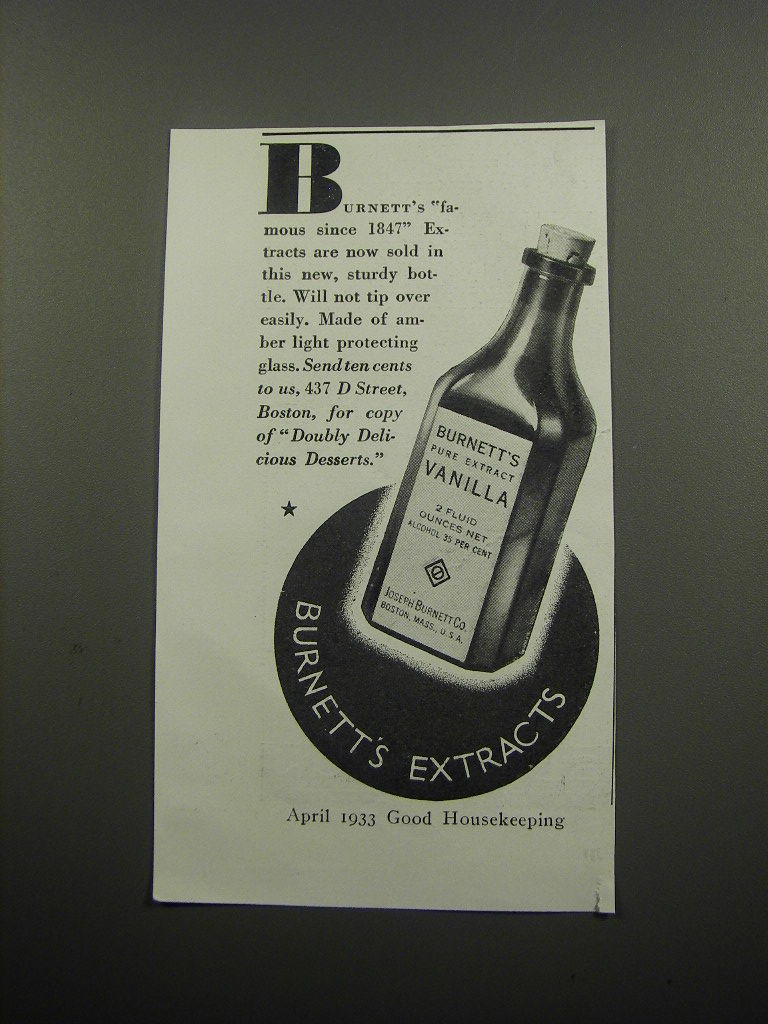 BURNETT'S "fa-
mous since 1847" Ex-
tracts are now sold in
this new, sturdy bot-
tle. Will not tip over
easily. Made of am-
ber light protecting
glass. Send ten cents
to us, 437 D Street,
Boston, for copy
of "Doubly Deli-
cious Desserts."
BURNETT'S
PURE EXTRACT
VANILLA
2 FLUID
OUNCES NET
ALCOHOL 35 PER CENT
JOSEPH BURNETT CO.
BOSTON, MASS., U.S.A.
BURNETT'S EXTRACTS
April 1933 Good Housekeeping